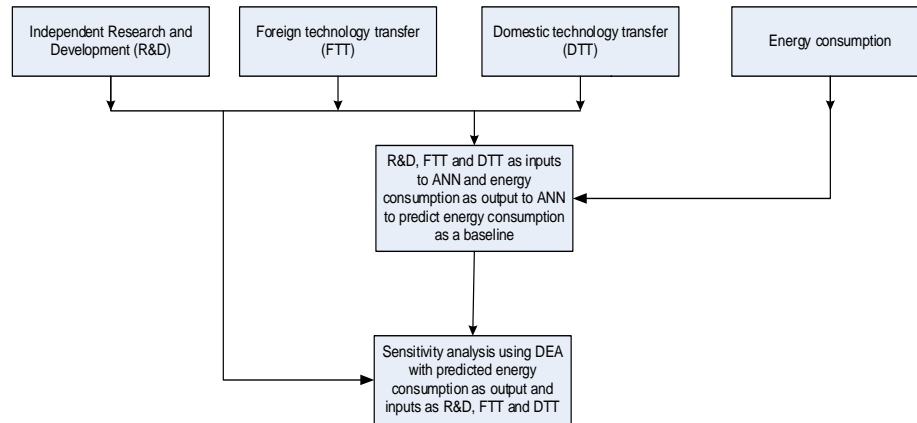 Independent Research and
Development (R&D)
Foreign technology transfer
(FTT)
Domestic technology transfer
(DTT)
Energy consumption
R&D, FTT and DTT as inputs
to ANN and energy
consumption as output to ANN
to predict energy consumption
as a baseline
Sensitivity analysis using DEA
with predicted energy
consumption as output and
inputs as R&D, FTT and DTT